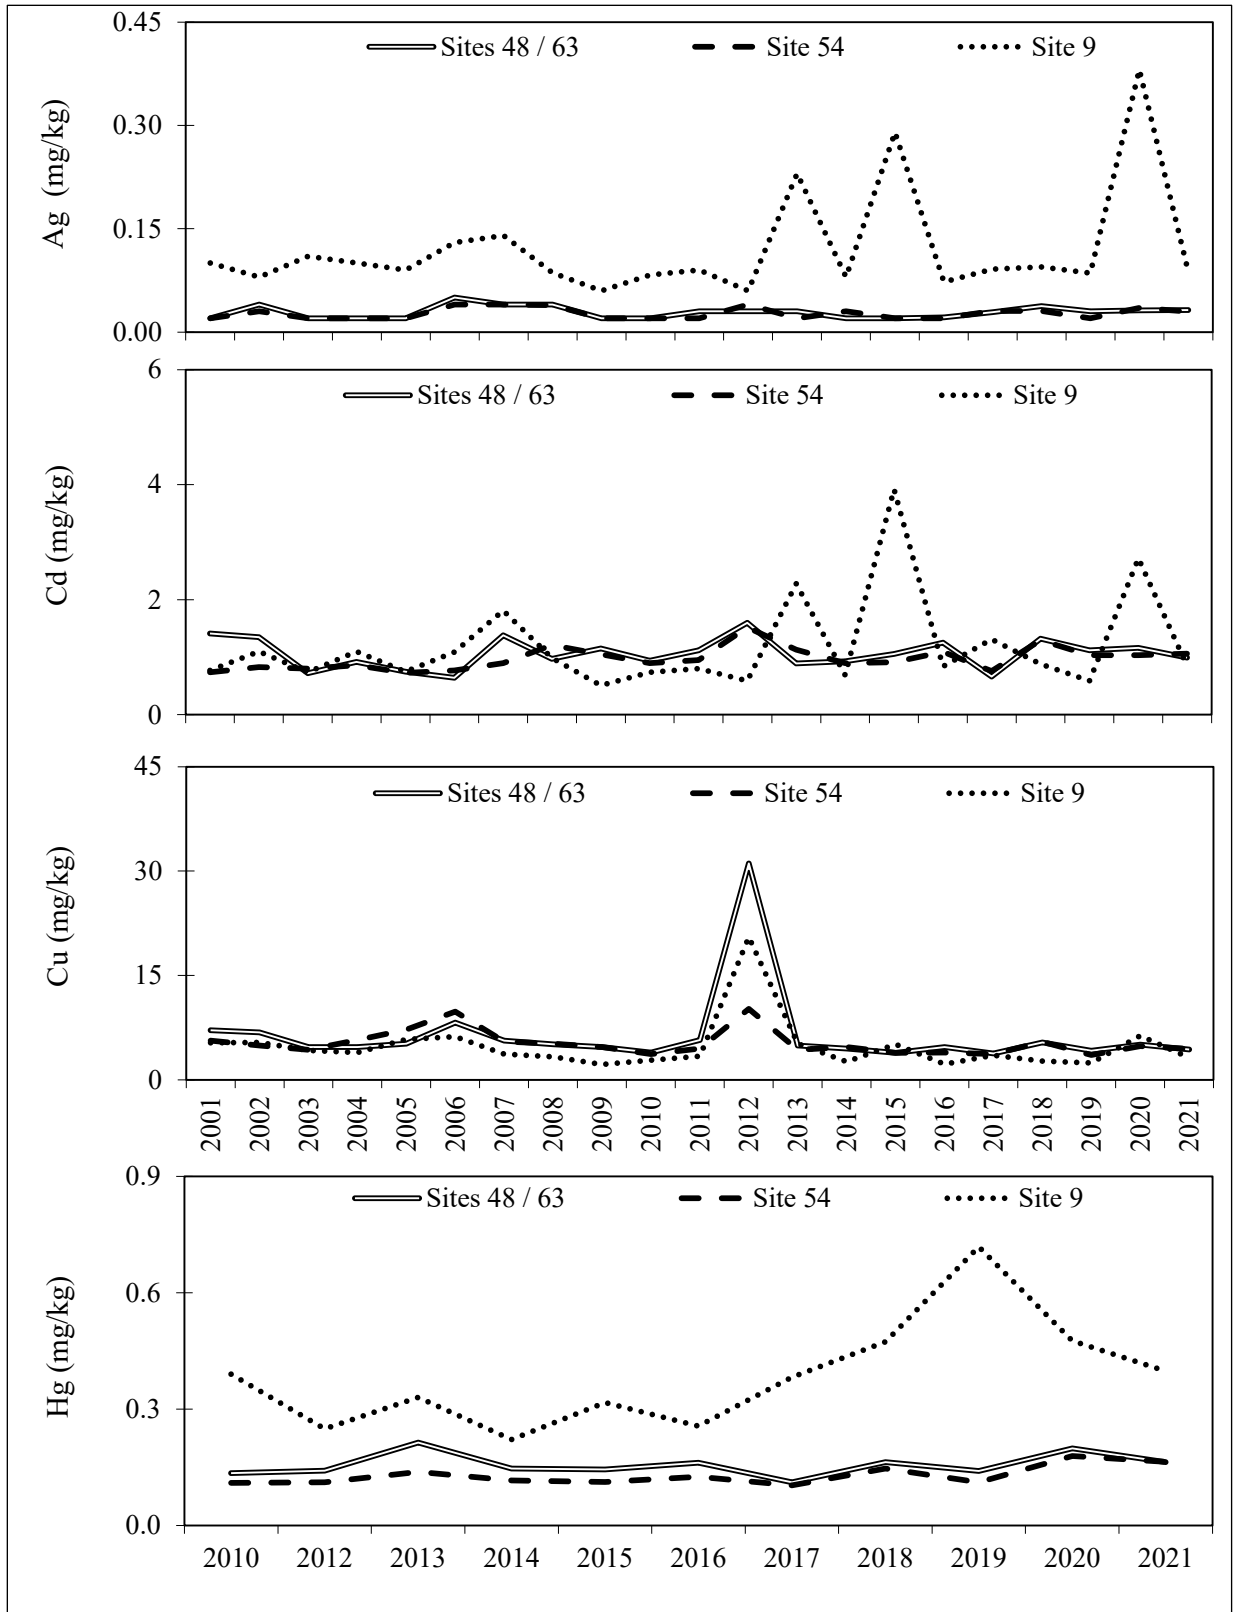 0.45
Sites 48 / 63 Site 54 Site 9
0.30
Ag (mg/kg)
0.15
0.00
6
Sites 48 / 63 Site 54 Site 9
4
Cd (mg/kg)
2
0
45
Sites 48 / 63 Site 54 Site 9
30
Cu (mg/kg)
15
0
2001 2002 2003 2004 2005 2006 2007 2008 2009 2010 2011 2012 2013 2014 2015 2016 2017 2018 2019 2020 2021
0.9
Sites 48 / 63 Site 54 Site 9
0.6
Hg (mg/kg)
0.3
0.0
2010 2012 2013 2014 2015 2016 2017 2018 2019 2020 2021